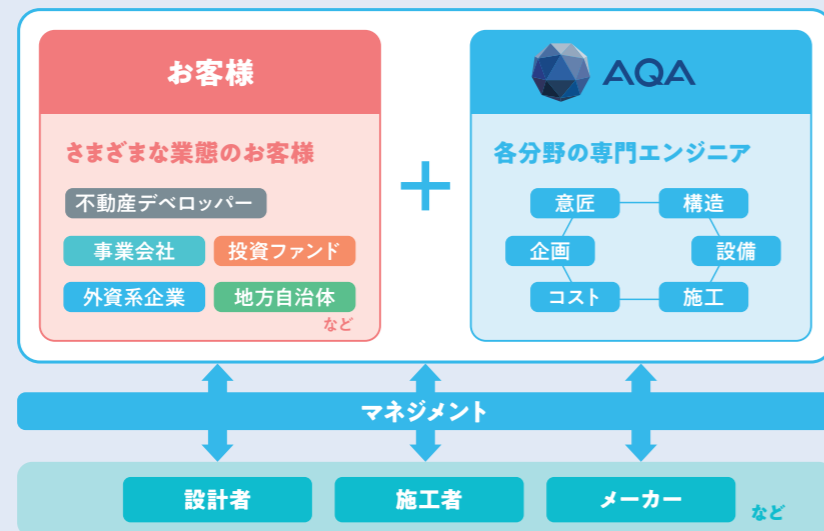 お客様
さまざまな業態のお客様
不動産デベロッパー
事業会社
投資ファンド
外資系企業
地方自治体
など
+
AQA
各分野の専門エンジニア
意匠
構造
企画
設備
コスト
施工
マネジメント
設計者
施工者
メーカー
など